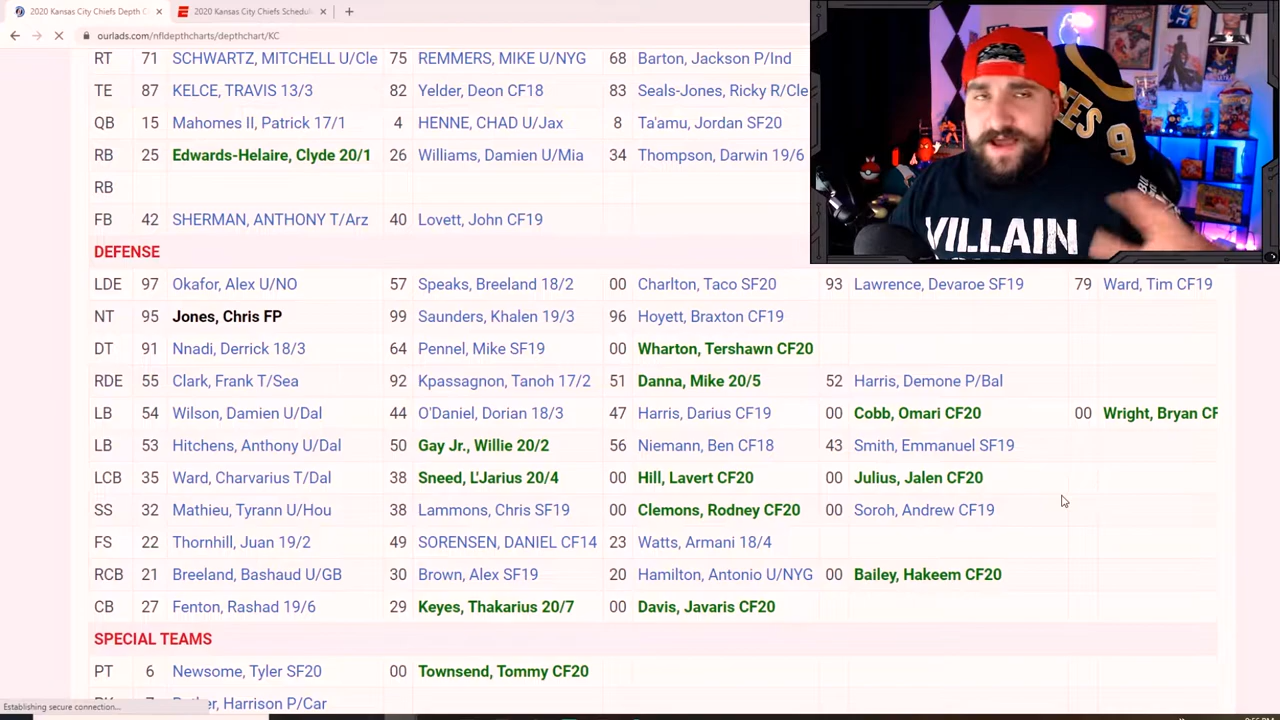 2020 Kansas City Chiefs Depth C
2020 Kansas City Chiefs Schedul
ourlads.com/nfldepthcharts/depthchart/KC
RT 71 SCHWARTZ, MITCHELL U/Cle 75 REMMERS, MIKE U/NYG 68 Barton, Jackson P/Ind
TE 87 KELCE, TRAVIS 13/3 82 Yelder, Deon CF18 83 Seals-Jones, Ricky R/Cle
QB 15 Mahomes II, Patrick 17/1 4 HENNE, CHAD U/Jax 8 Ta'amu, Jordan SF20
RB 25 Edwards-Helaire, Clyde 20/1 26 Williams, Damien U/Mia 34 Thompson, Darwin 19/6
RB
FB 42 SHERMAN, ANTHONY T/Arz 40 Lovett, John CF19
DEFENSE
LDE 97 Okafor, Alex U/NO 57 Speaks, Breeland 18/2 00 Charlton, Taco SF20 93 Lawrence, Devaroe SF19 79 Ward, Tim CF19
NT 95 Jones, Chris FP 99 Saunders, Khalen 19/3 96 Hoyett, Braxton CF19
DT 91 Nnadi, Derrick 18/3 64 Pennel, Mike SF19 00 Wharton, Tershawn CF20
RDE 55 Clark, Frank T/Sea 92 Kpassagnon, Tanoh 17/2 51 Danna, Mike 20/5 52 Harris, Demone P/Bal
LB 54 Wilson, Damien U/Dal 44 O'Daniel, Dorian 18/3 47 Harris, Darius CF19 00 Cobb, Omari CF20 00 Wright, Bryan CF
LB 53 Hitchens, Anthony U/Dal 50 Gay Jr., Willie 20/2 56 Niemann, Ben CF18 43 Smith, Emmanuel SF19
LCB 35 Ward, Charvarius T/Dal 38 Sneed, L'Jarius 20/4 00 Hill, Lavert CF20 00 Julius, Jalen CF20
SS 32 Mathieu, Tyrann U/Hou 38 Lammons, Chris SF19 00 Clemons, Rodney CF20 00 Soroh, Andrew CF19
FS 22 Thornhill, Juan 19/2 49 SORENSEN, DANIEL CF14 23 Watts, Armani 18/4
RCB 21 Breeland, Bashaud U/GB 30 Brown, Alex SF19 20 Hamilton, Antonio U/NYG 00 Bailey, Hakeem CF20
CB 27 Fenton, Rashad 19/6 29 Keyes, Thakarius 20/7 00 Davis, Javaris CF20
SPECIAL TEAMS
PT 6 Newsome, Tyler SF20 00 Townsend, Tommy CF20
Harrison P/Car
Establishing secure connection...
VILLAIN
EES 9